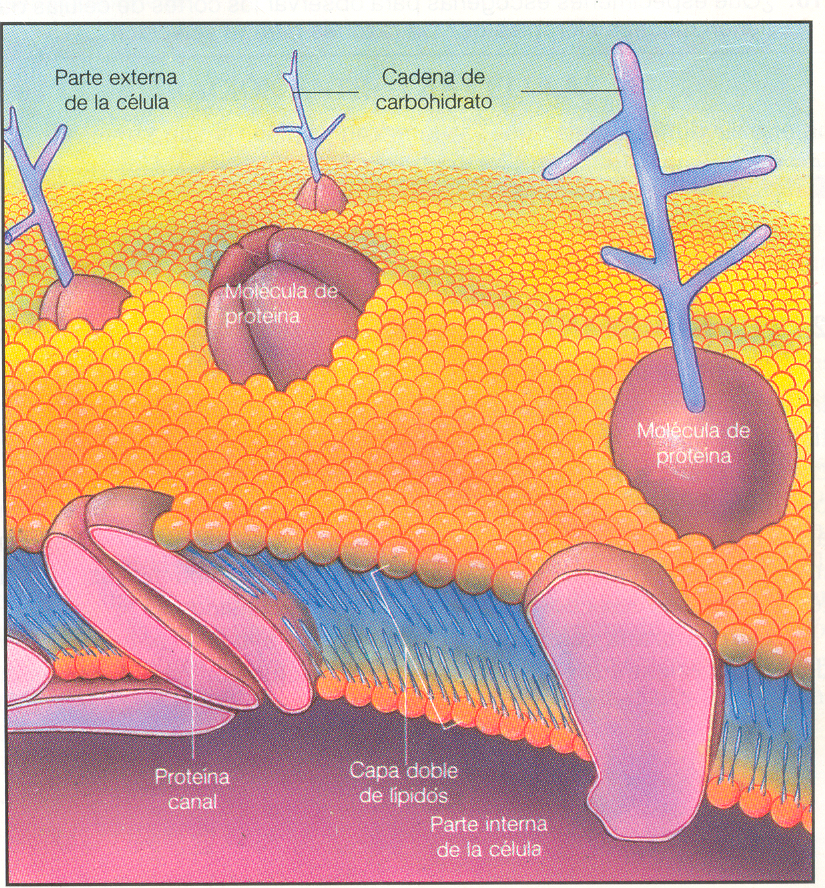 Parte externa
de la célula
Cadena de
carbohidrato
Molécula de
proteína
Molécula de
proteína
Proteína
canal
Capa doble
de lípidos
Parte interna
de la célula